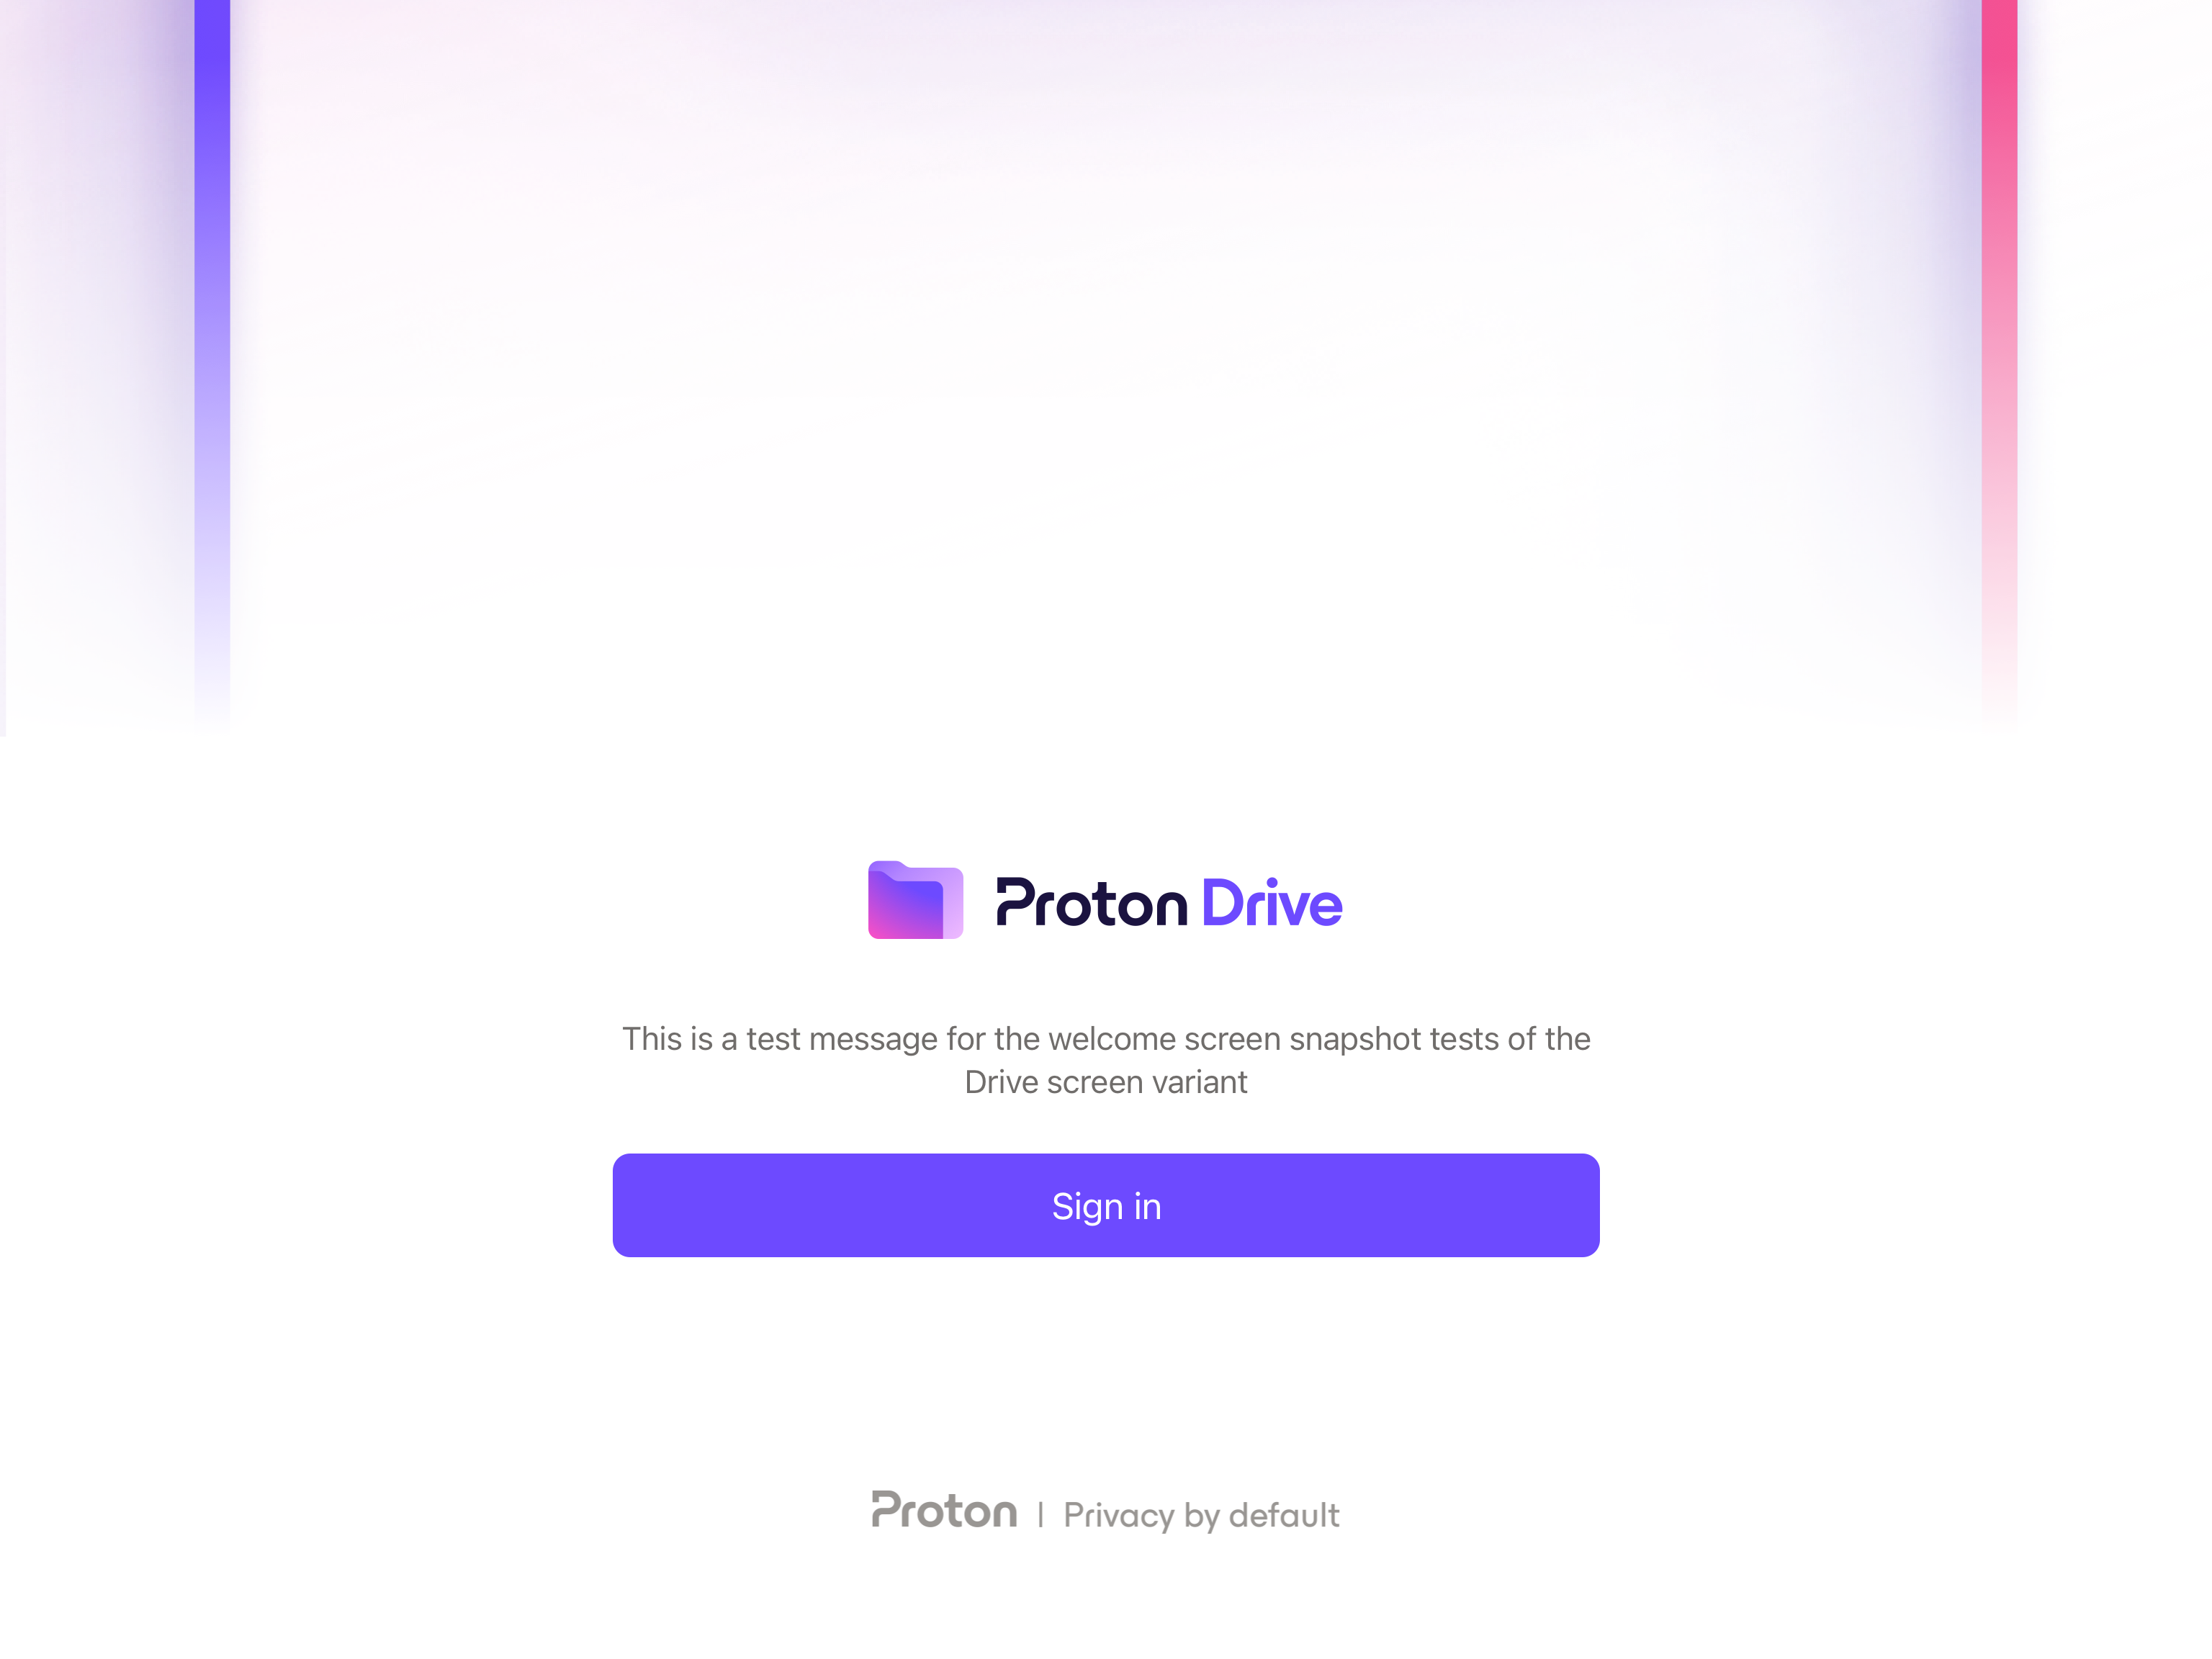 Proton Drive
This is a test message for the welcome screen snapshot tests of the
Drive screen variant
Sign in
Proton | Privacy by default